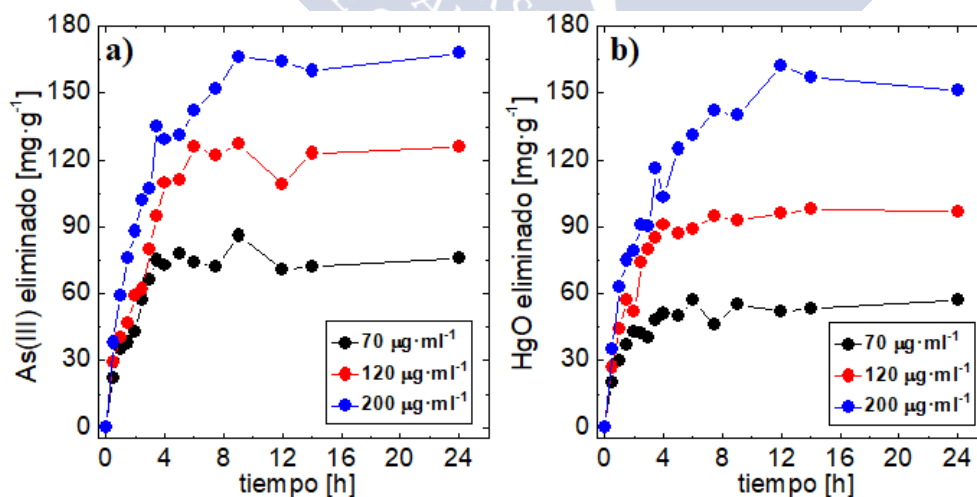 a)
As(III) eliminado [mg·g⁻¹]
180
150
120
90
60
30
0
0 4 8 12 16 20 24
tiempo [h]
70 µg·ml⁻¹
120 µg·ml⁻¹
200 µg·ml⁻¹
b)
HgO eliminado [mg·g⁻¹]
180
150
120
90
60
30
0
0 4 8 12 16 20 24
tiempo [h]
70 µg·ml⁻¹
120 µg·ml⁻¹
200 µg·ml⁻¹